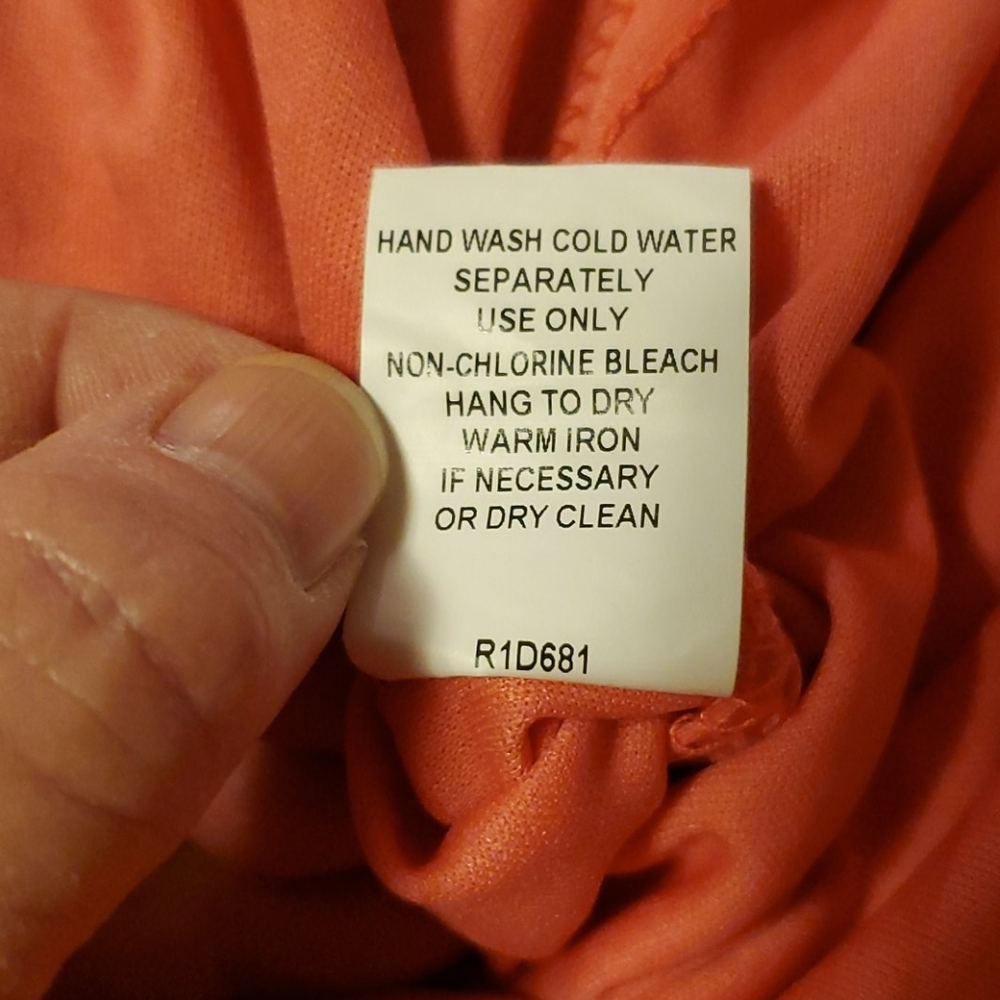 HAND WASH COLD WATER
SEPARATELY
USE ONLY
NON-CHLORINE BLEACH
HANG TO DRY
WARM IRON
IF NECESSARY
OR DRY CLEAN
R1D681